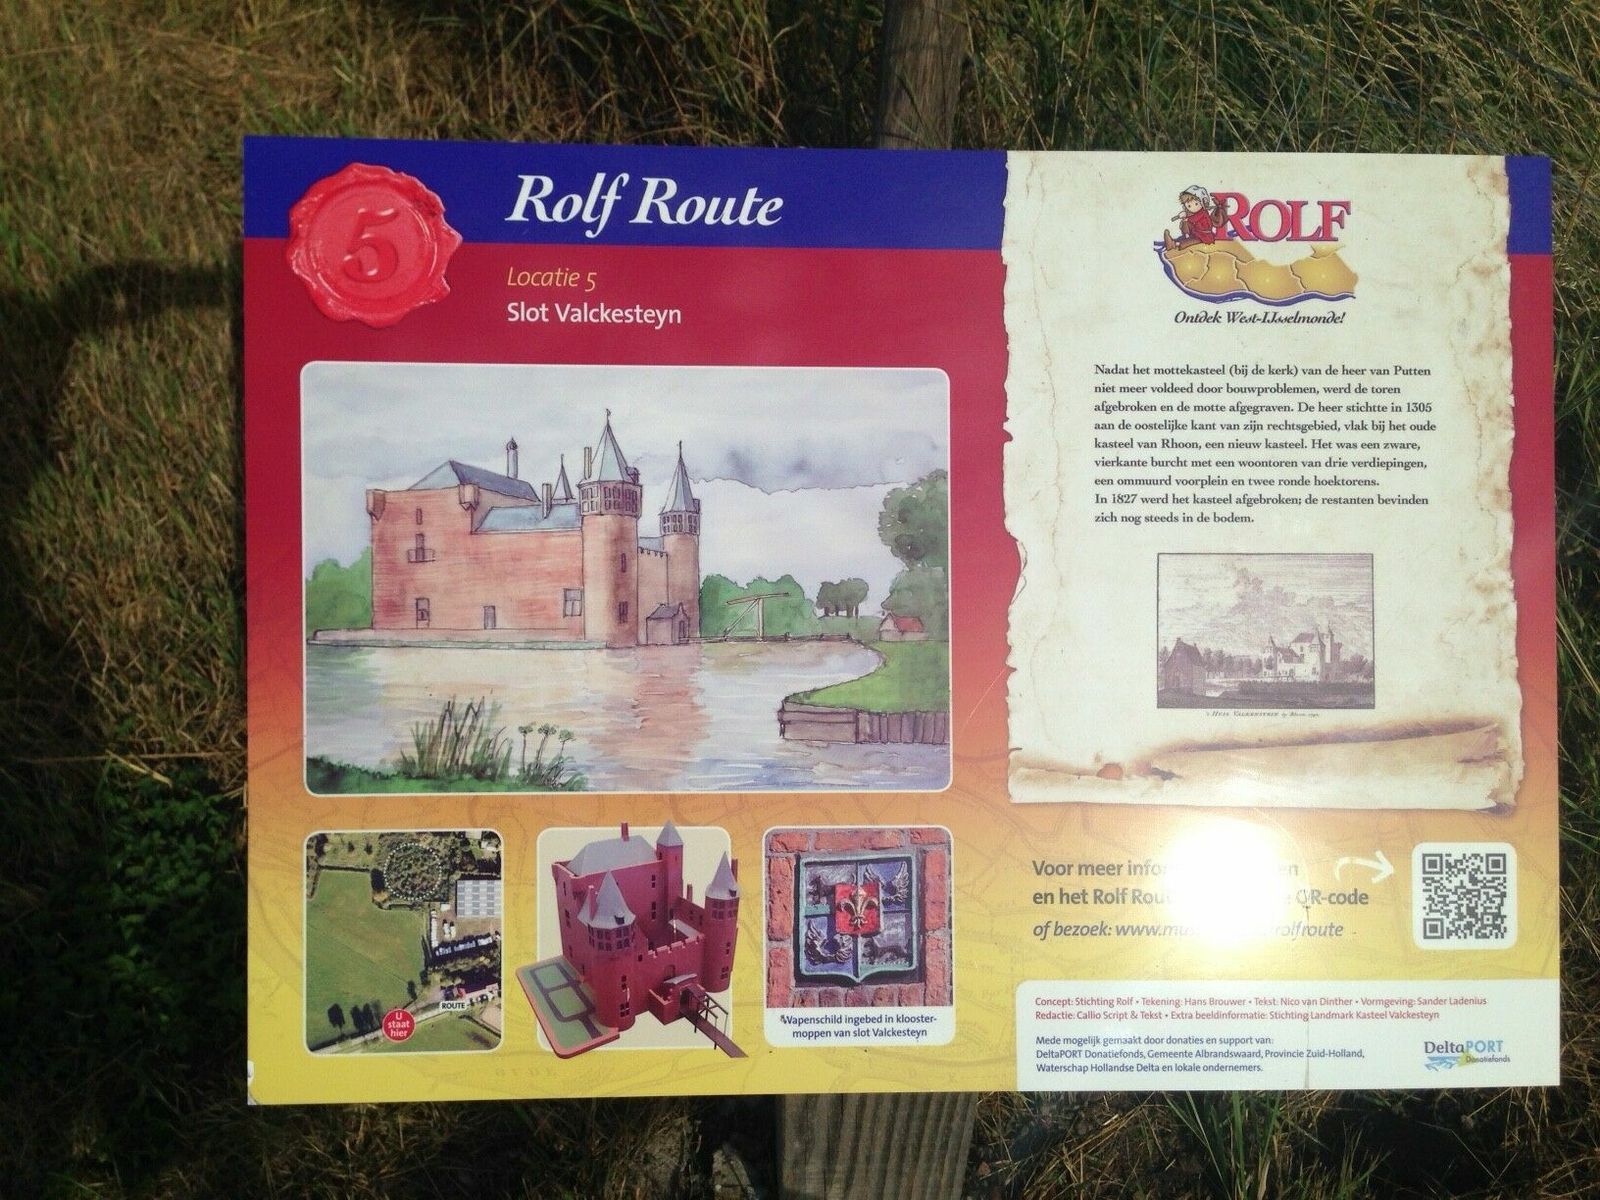 5
Rolf Route
Locatie 5
Slot Valckesteyn
ROLF
Ontdek West-IJsselmonde!
Nadat het mottekasteel (bij de kerk) van de heer van Putten
niet meer voldeed door bouwproblemen, werd de toren
afgebroken en de motte afgegraven. De heer stichtte in 1305
aan de oostelijke kant van zijn rechtsgebied, vlak bij het oude
kasteel van Rhoon, een nieuw kasteel. Het was een zware,
vierkante burcht met een woontoren van drie verdiepingen,
een ommuurd voorplein en twee ronde hoektorens.
In 1827 werd het kasteel afgebroken; de restanten bevinden
zich nog steeds in de bodem.
't HUIS VALKENSTEIN by Rhoon
ROUTE
U
staat
hier
Wapenschild ingebed in klooster-
moppen van slot Valckesteyn
Voor meer
en het Rolf QR-code
of bezoek:
Concept: Stichting Rolf • Tekening: Hans Brouwer • Tekst: Nico van Dinther • Vormgeving: Sander Ladenius
Redactie: Callio Script & Tekst • Extra beeldinformatie: Stichting Landmark Kasteel Valckesteyn
Mede mogelijk gemaakt door donaties en support van:
DeltaPORT Donatiefonds, Gemeente Albrandswaard, Provincie Zuid-Holland,
Waterschap Hollandse Delta en lokale ondernemers.
DeltaPORT
Donatiefonds